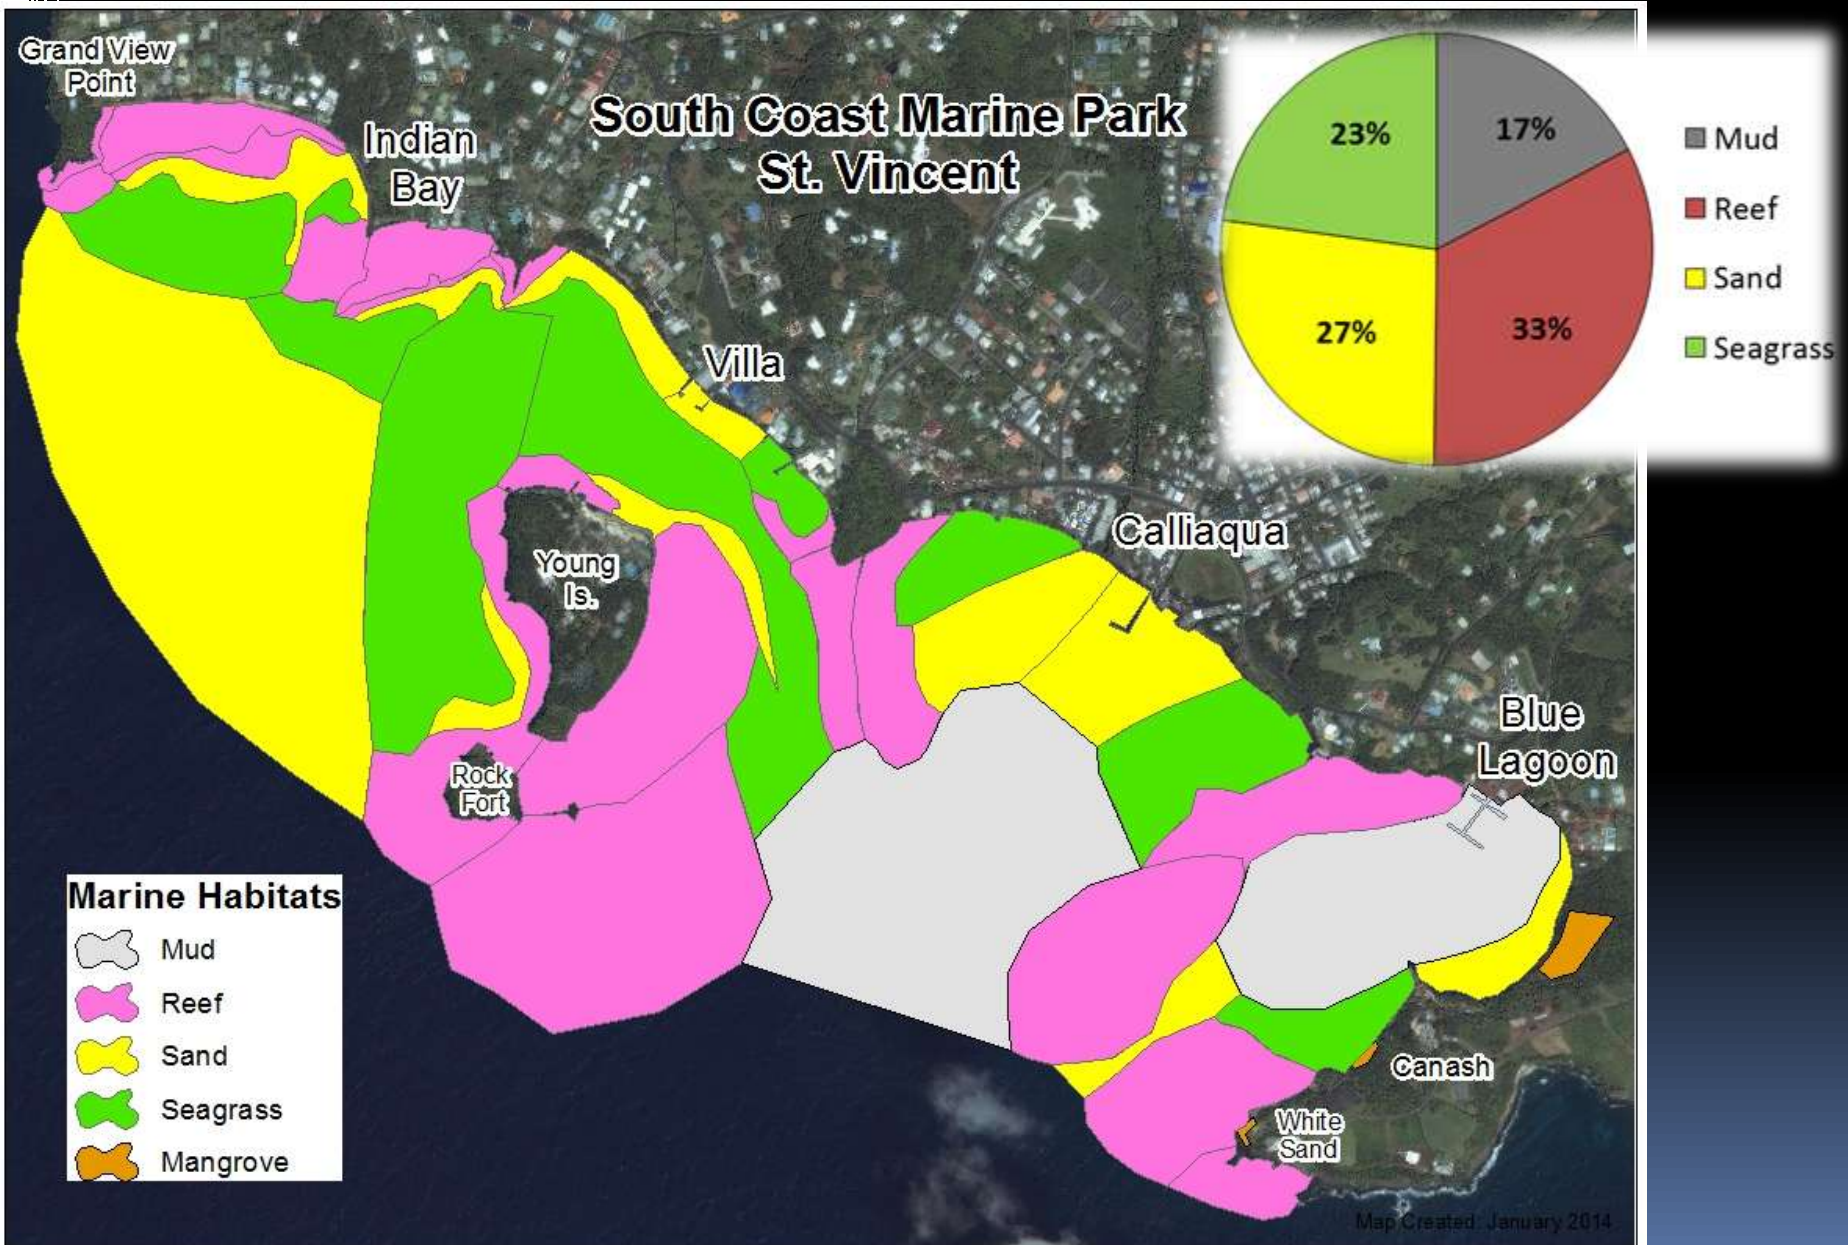 Grand View
Point
Indian
Bay
South Coast Marine Park
St. Vincent
23%
17%
27%
33%
Mud
Reef
Sand
Seagrass
Villa
Calliaqua
Young
Is.
Blue
Lagoon
Rock
Fort
Marine Habitats
Mud
Reef
Sand
Seagrass
Mangrove
Canash
White
Sand
Map Created: January 2014